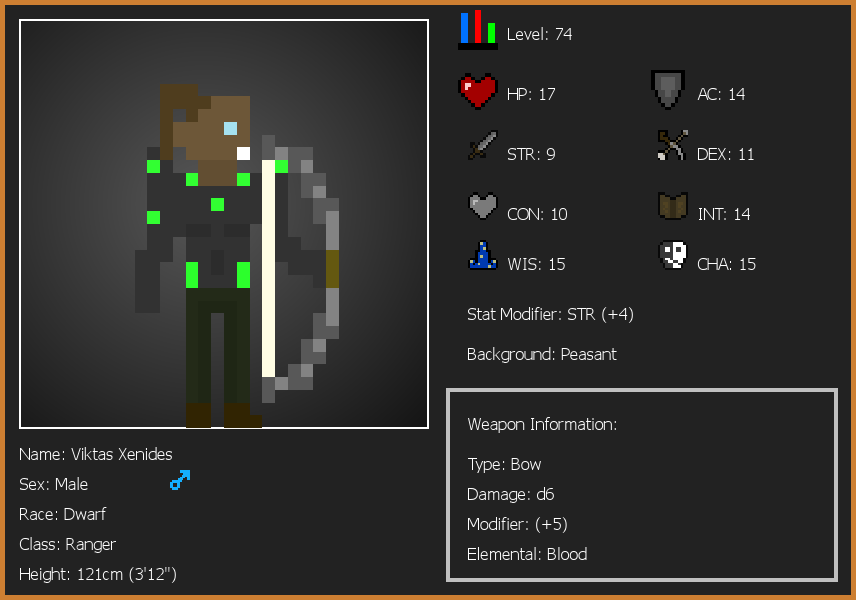 Level: 74
HP: 17
AC: 14
STR: 9
DEX: 11
CON: 10
INT: 14
WIS: 15
CHA: 15
Stat Modifier: STR (+4)
Background: Peasant
Weapon Information:
Type: Bow
Damage: d6
Modifier: (+5)
Elemental: Blood
Name: Viktas Xenides
Sex: Male
Race: Dwarf
Class: Ranger
Height: 121cm (3'12")